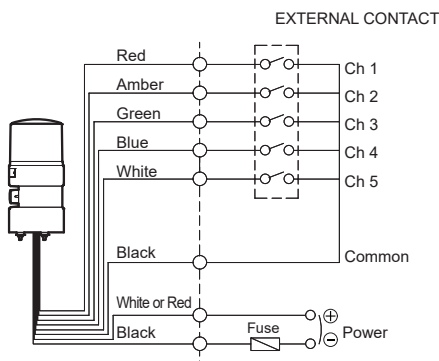 EXTERNAL CONTACT
Red
Ch 1
Amber
Ch 2
Green
Ch 3
Blue
Ch 4
White
Ch 5
Black
Common
White or Red
⊕
Fuse
Power
Black
⊖